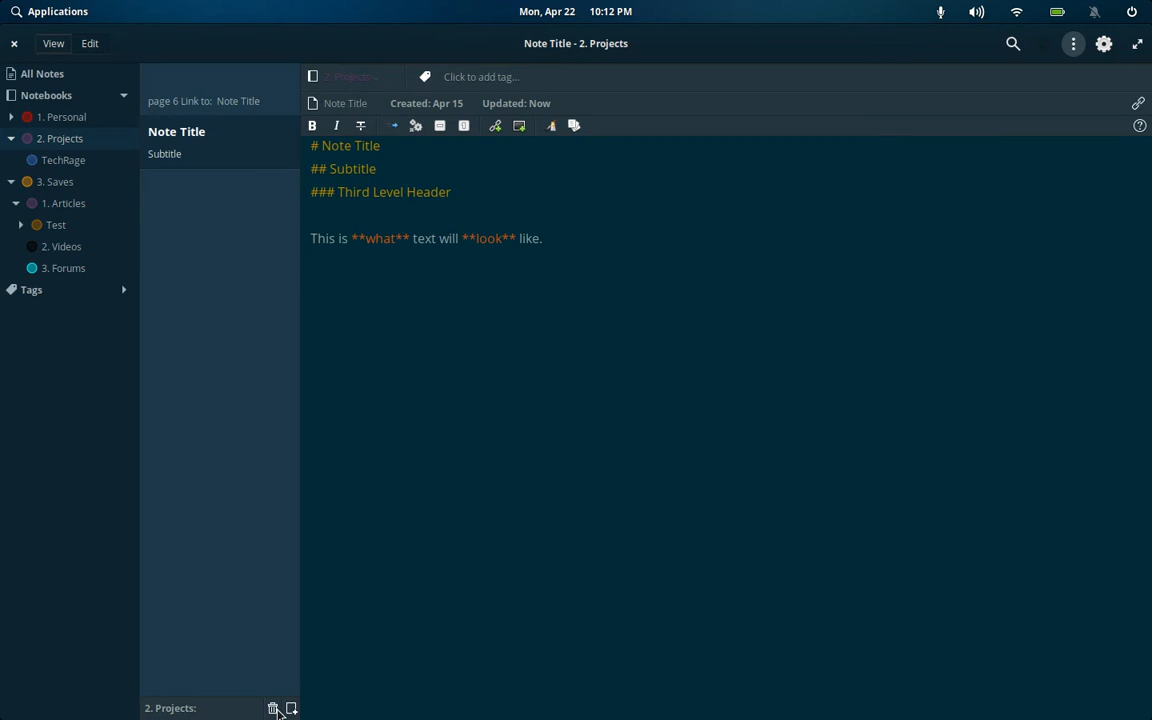 Applications
Mon, Apr 22 10:12 PM
View Edit
Note Title - 2. Projects
All Notes
Notebooks
1. Personal
2. Projects
TechRage
3. Saves
1. Articles
Test
2. Videos
3. Forums
Tags
page 6 Link to: Note Title
Note Title
Subtitle
2. Projects:
2. Projects
Click to add tag...
Note Title Created: Apr 15 Updated: Now
# Note Title
## Subtitle
### Third Level Header
This is **what** text will **look** like.